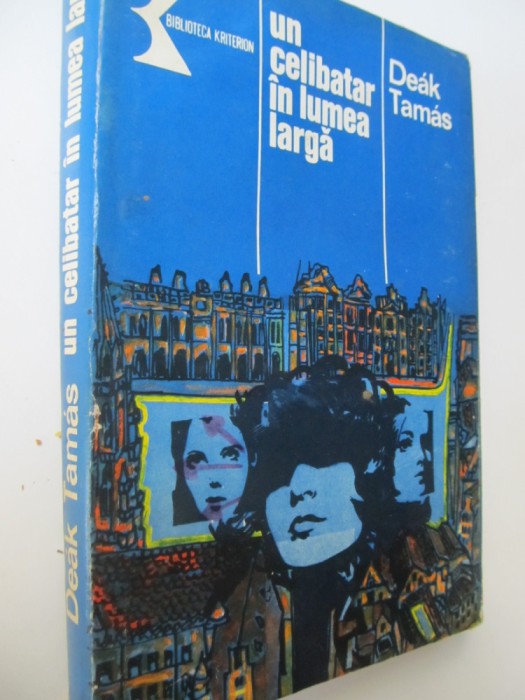 BIBLIOTECA KRITERION
un
celibatar
în lumea
largă
Deák
Tamás
Deák Tamás un celibatar în lumea lar